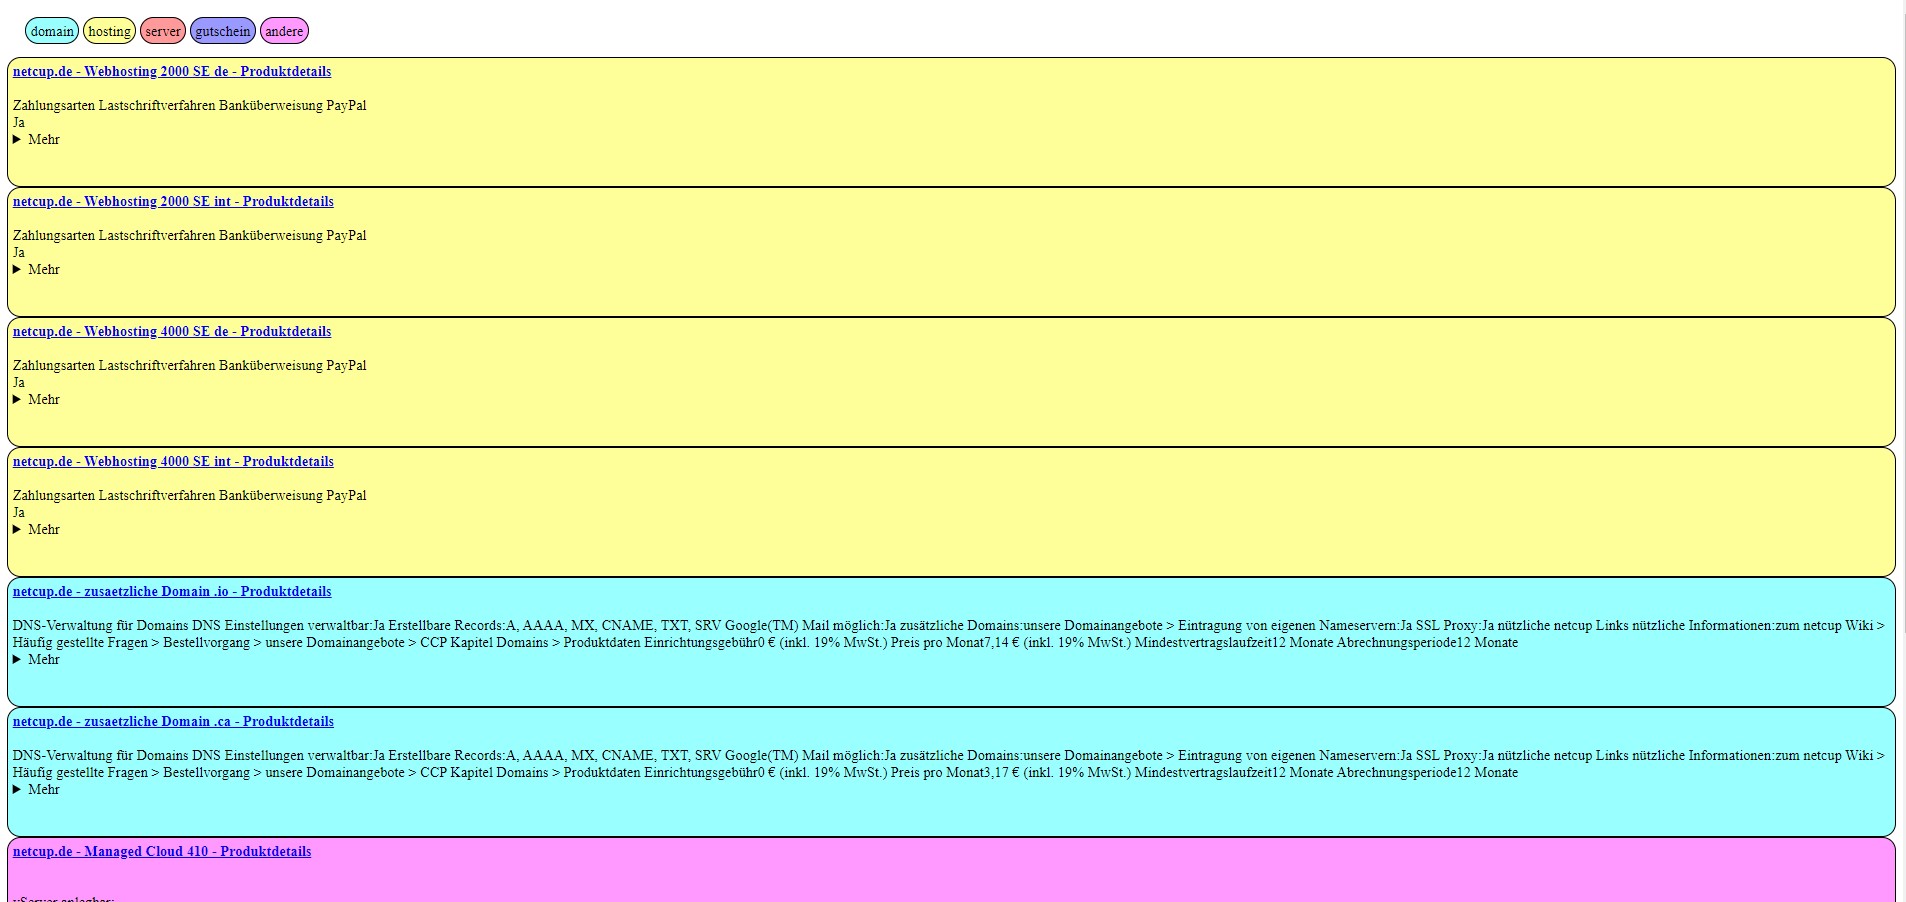 domain hosting server gutschein andere
netcup.de - Webhosting 2000 SE de - Produktdetails
Zahlungsarten Lastschriftverfahren Banküberweisung PayPal
Ja
Mehr
netcup.de - Webhosting 2000 SE int - Produktdetails
Zahlungsarten Lastschriftverfahren Banküberweisung PayPal
Ja
Mehr
netcup.de - Webhosting 4000 SE de - Produktdetails
Zahlungsarten Lastschriftverfahren Banküberweisung PayPal
Ja
Mehr
netcup.de - Webhosting 4000 SE int - Produktdetails
Zahlungsarten Lastschriftverfahren Banküberweisung PayPal
Ja
Mehr
netcup.de - zusaetzliche Domain .io - Produktdetails
DNS-Verwaltung für Domains DNS Einstellungen verwaltbar:Ja Erstellbare Records:A, AAAA, MX, CNAME, TXT, SRV Google(TM) Mail möglich:Ja zusätzliche Domains:unsere Domainangebote > Eintragung von eigenen Nameservern:Ja SSL Proxy:Ja nützliche netcup Links nützliche Informationen:zum netcup Wiki >
Häufig gestellte Fragen > Bestellvorgang > unsere Domainangebote > CCP Kapitel Domains > Produktdaten Einrichtungsgebühr0 € (inkl. 19% MwSt.) Preis pro Monat7,14 € (inkl. 19% MwSt.) Mindestvertragslaufzeit12 Monate Abrechnungsperiode12 Monate
Mehr
netcup.de - zusaetzliche Domain .ca - Produktdetails
DNS-Verwaltung für Domains DNS Einstellungen verwaltbar:Ja Erstellbare Records:A, AAAA, MX, CNAME, TXT, SRV Google(TM) Mail möglich:Ja zusätzliche Domains:unsere Domainangebote > Eintragung von eigenen Nameservern:Ja SSL Proxy:Ja nützliche netcup Links nützliche Informationen:zum netcup Wiki >
Häufig gestellte Fragen > Bestellvorgang > unsere Domainangebote > CCP Kapitel Domains > Produktdaten Einrichtungsgebühr0 € (inkl. 19% MwSt.) Preis pro Monat3,17 € (inkl. 19% MwSt.) Mindestvertragslaufzeit12 Monate Abrechnungsperiode12 Monate
Mehr
netcup.de - Managed Cloud 410 - Produktdetails